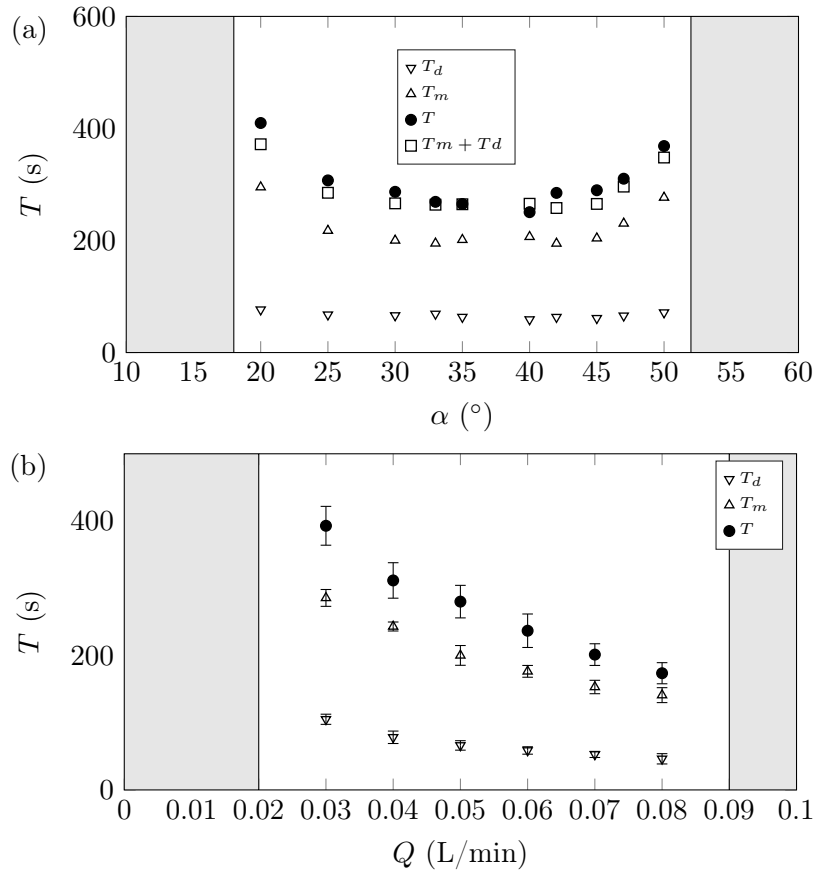 (a)
600
400
200
0
T (s)
T_d
T_m
T
Tm + Td
10 15 20 25 30 35 40 45 50 55 60
α (°)
(b)
400
200
0
T (s)
T_d
T_m
T
0 0.01 0.02 0.03 0.04 0.05 0.06 0.07 0.08 0.09 0.1
Q (L/min)